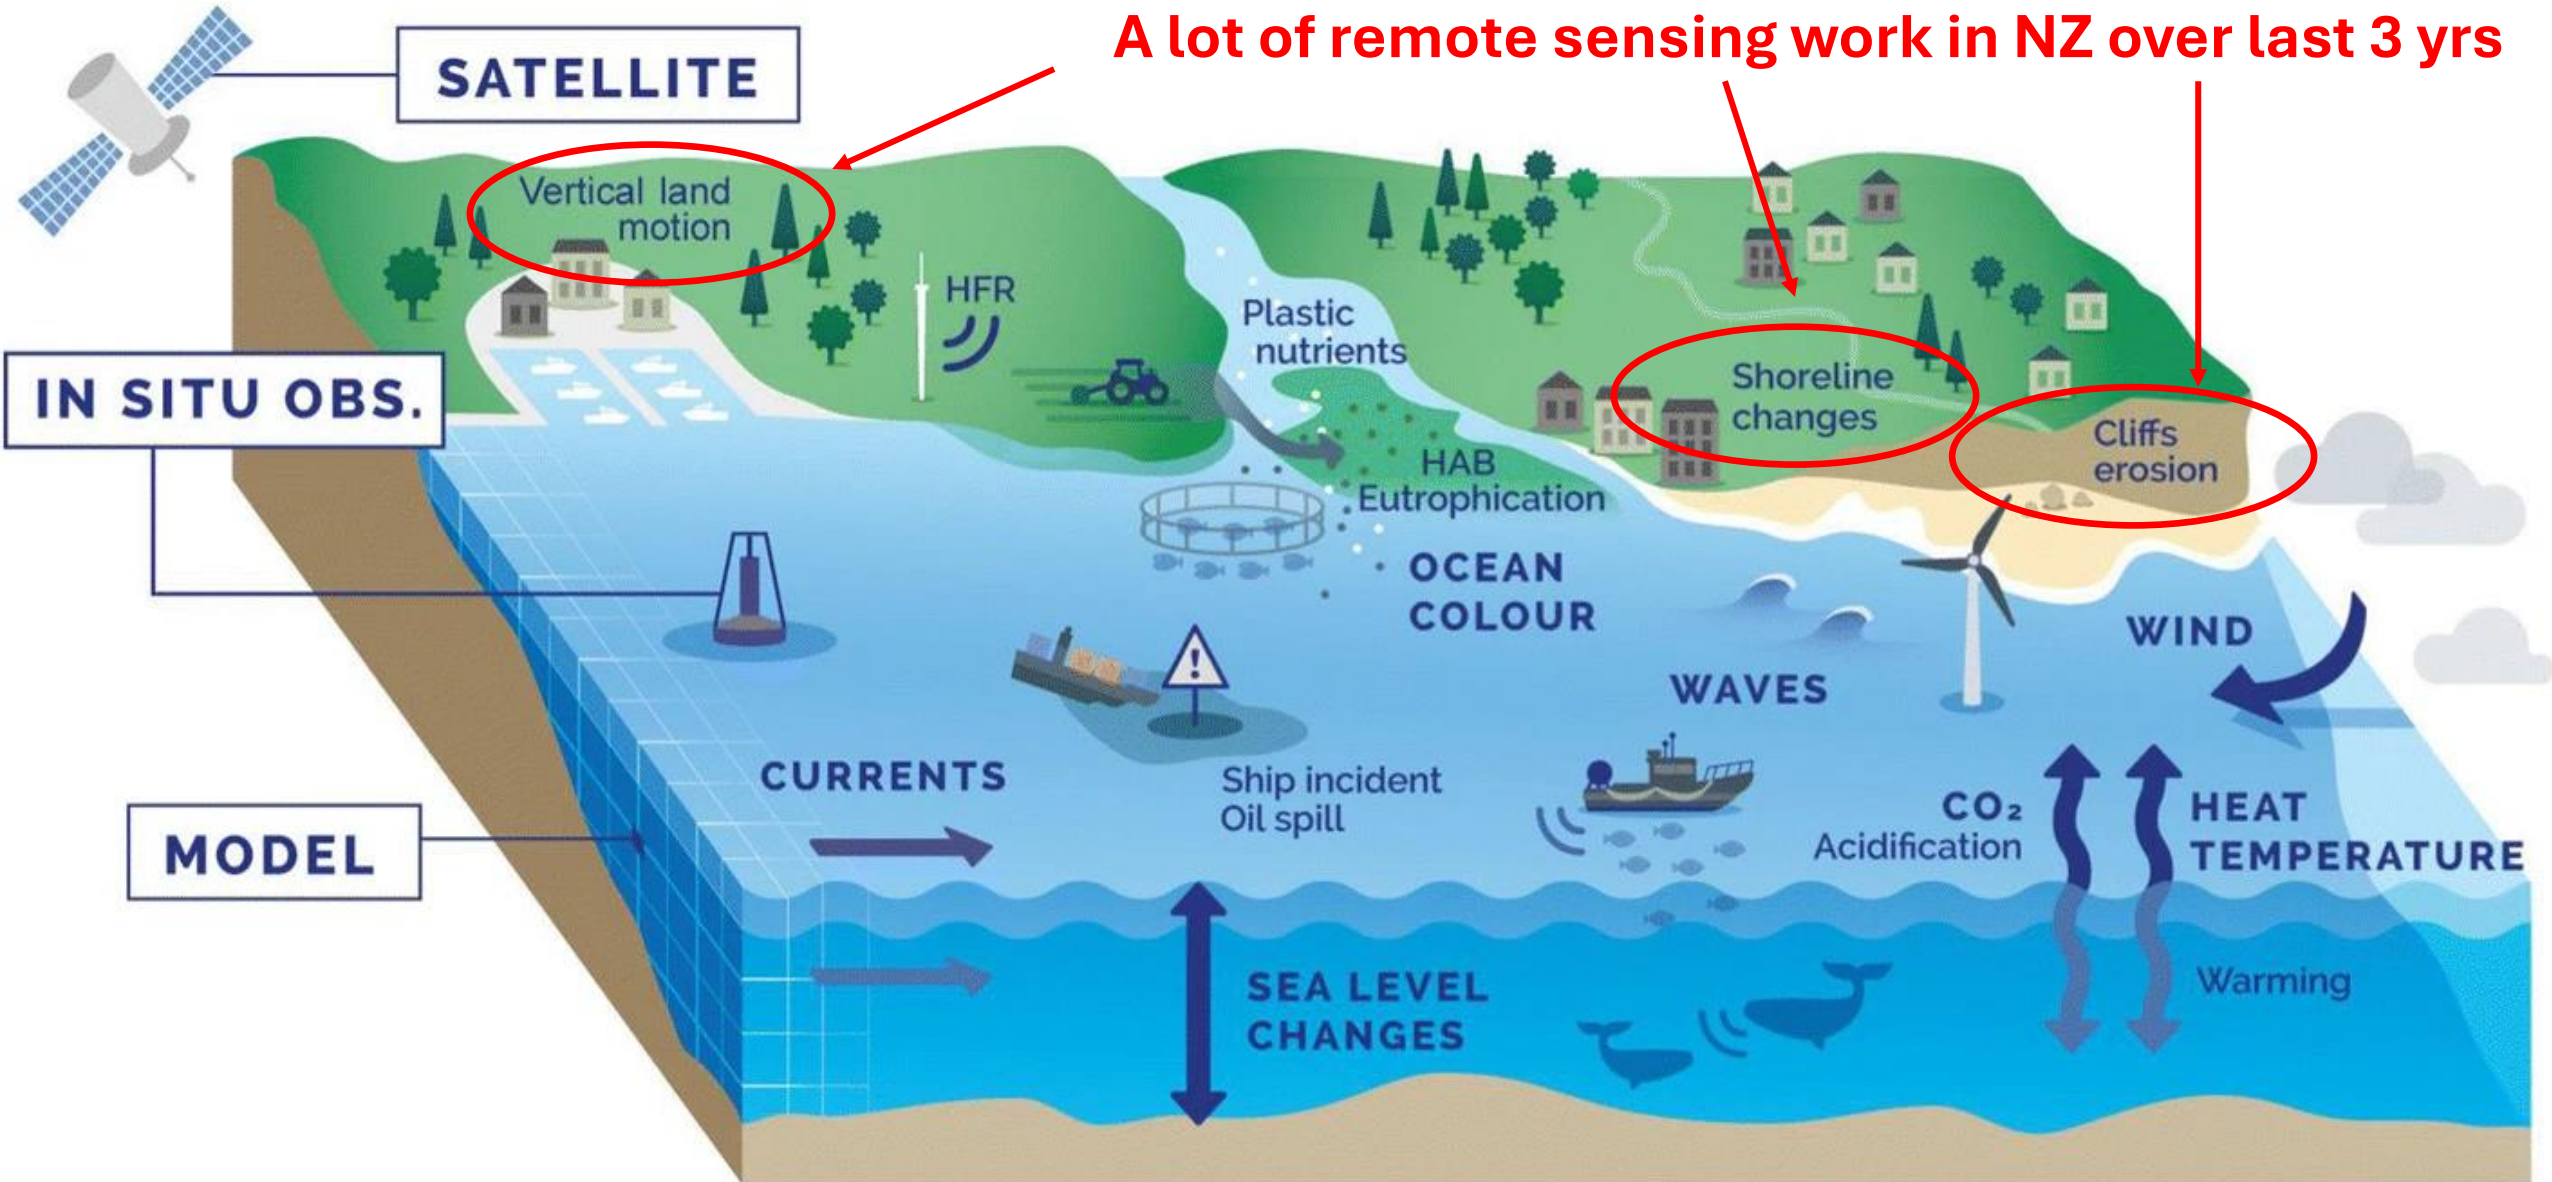 A lot of remote sensing work in NZ over last 3 yrs
SATELLITE
Vertical land
motion
HFR
Plastic
nutrients
Shoreline
changes
IN SITU OBS.
Cliffs
erosion
HAB
Eutrophication
OCEAN
COLOUR
WIND
WAVES
CURRENTS
Ship incident
Oil spill
!
MODEL
CO₂
Acidification
HEAT
TEMPERATURE
SEA LEVEL
CHANGES
Warming